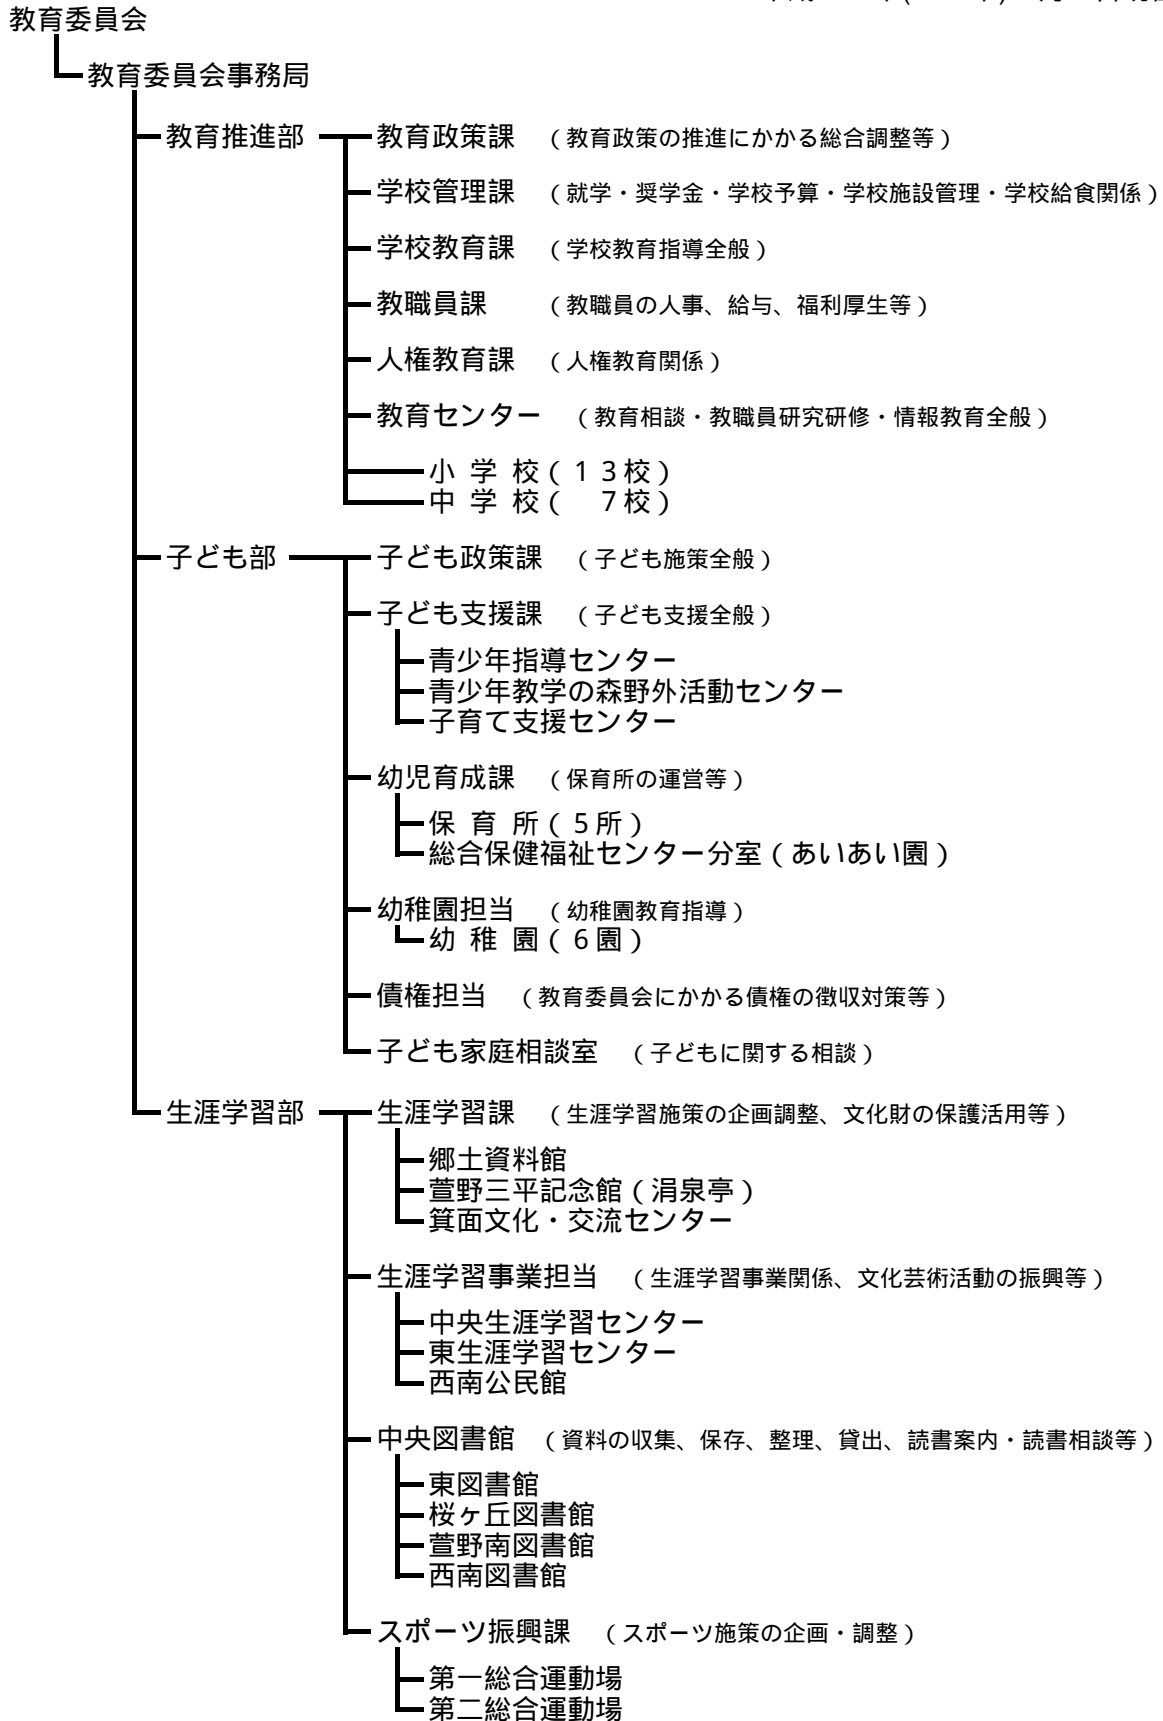 教育委員会
教育委員会事務局
教育推進部 教育政策課 (教育政策の推進にかかる総合調整等)
学校管理課 (就学・奨学金・学校予算・学校施設管理・学校給食関係)
学校教育課 (学校教育指導全般)
教職員課 (教職員の人事、給与、福利厚生等)
人権教育課 (人権教育関係)
教育センター (教育相談・教職員研究研修・情報教育全般)
小 学 校(13校)
中 学 校( 7校)
子ども部 子ども政策課 (子ども施策全般)
子ども支援課 (子ども支援全般)
青少年指導センター
青少年教学の森野外活動センター
子育て支援センター
幼児育成課 (保育所の運営等)
保 育 所(5所)
総合保健福祉センター分室(あいあい園)
幼稚園担当 (幼稚園教育指導)
幼 稚 園(6園)
債権担当 (教育委員会にかかる債権の徴収対策等)
子ども家庭相談室 (子どもに関する相談)
生涯学習部 生涯学習課 (生涯学習施策の企画調整、文化財の保護活用等)
郷土資料館
萱野三平記念館(涓泉亭)
箕面文化・交流センター
生涯学習事業担当 (生涯学習事業関係、文化芸術活動の振興等)
中央生涯学習センター
東生涯学習センター
西南公民館
中央図書館 (資料の収集、保存、整理、貸出、読書案内・読書相談等)
東図書館
桜ヶ丘図書館
萱野南図書館
西南図書館
スポーツ振興課 (スポーツ施策の企画・調整)
第一総合運動場
第二総合運動場